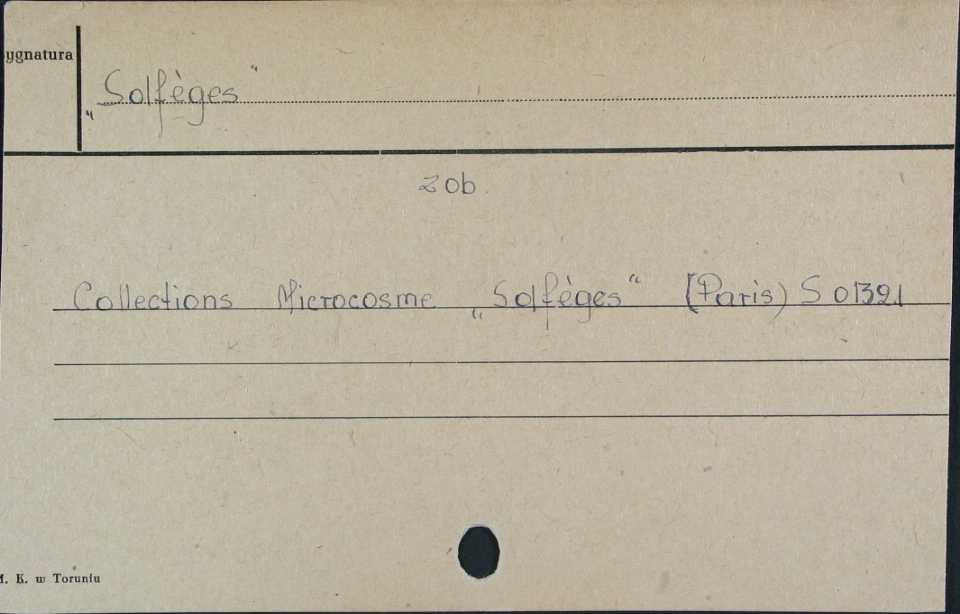 ygnatura
„Solfèges“
zob.
Collections Microcosme „Solfèges“ (Paris) S 01321
M. K. w Toruniu